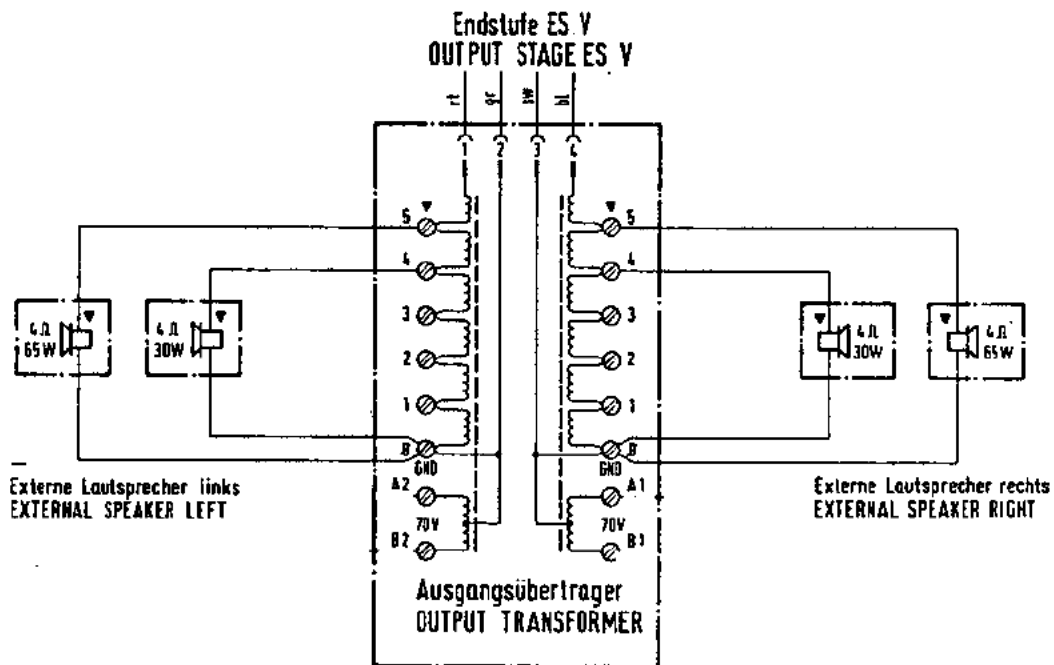 Endstufe ES V
OUTPUT STAGE ES V
rt gr sw bl
1 2 3 4
5 5
4 4
3 3
2 2
1 1
4Ω 65W
4Ω 30W
4Ω 30W
4Ω 65W
B B
GND GND
A2 A1
70V 70V
B2 B1
Externe Lautsprecher links
EXTERNAL SPEAKER LEFT
Externe Lautsprecher rechts
EXTERNAL SPEAKER RIGHT
Ausgangsübertrager
OUTPUT TRANSFORMER